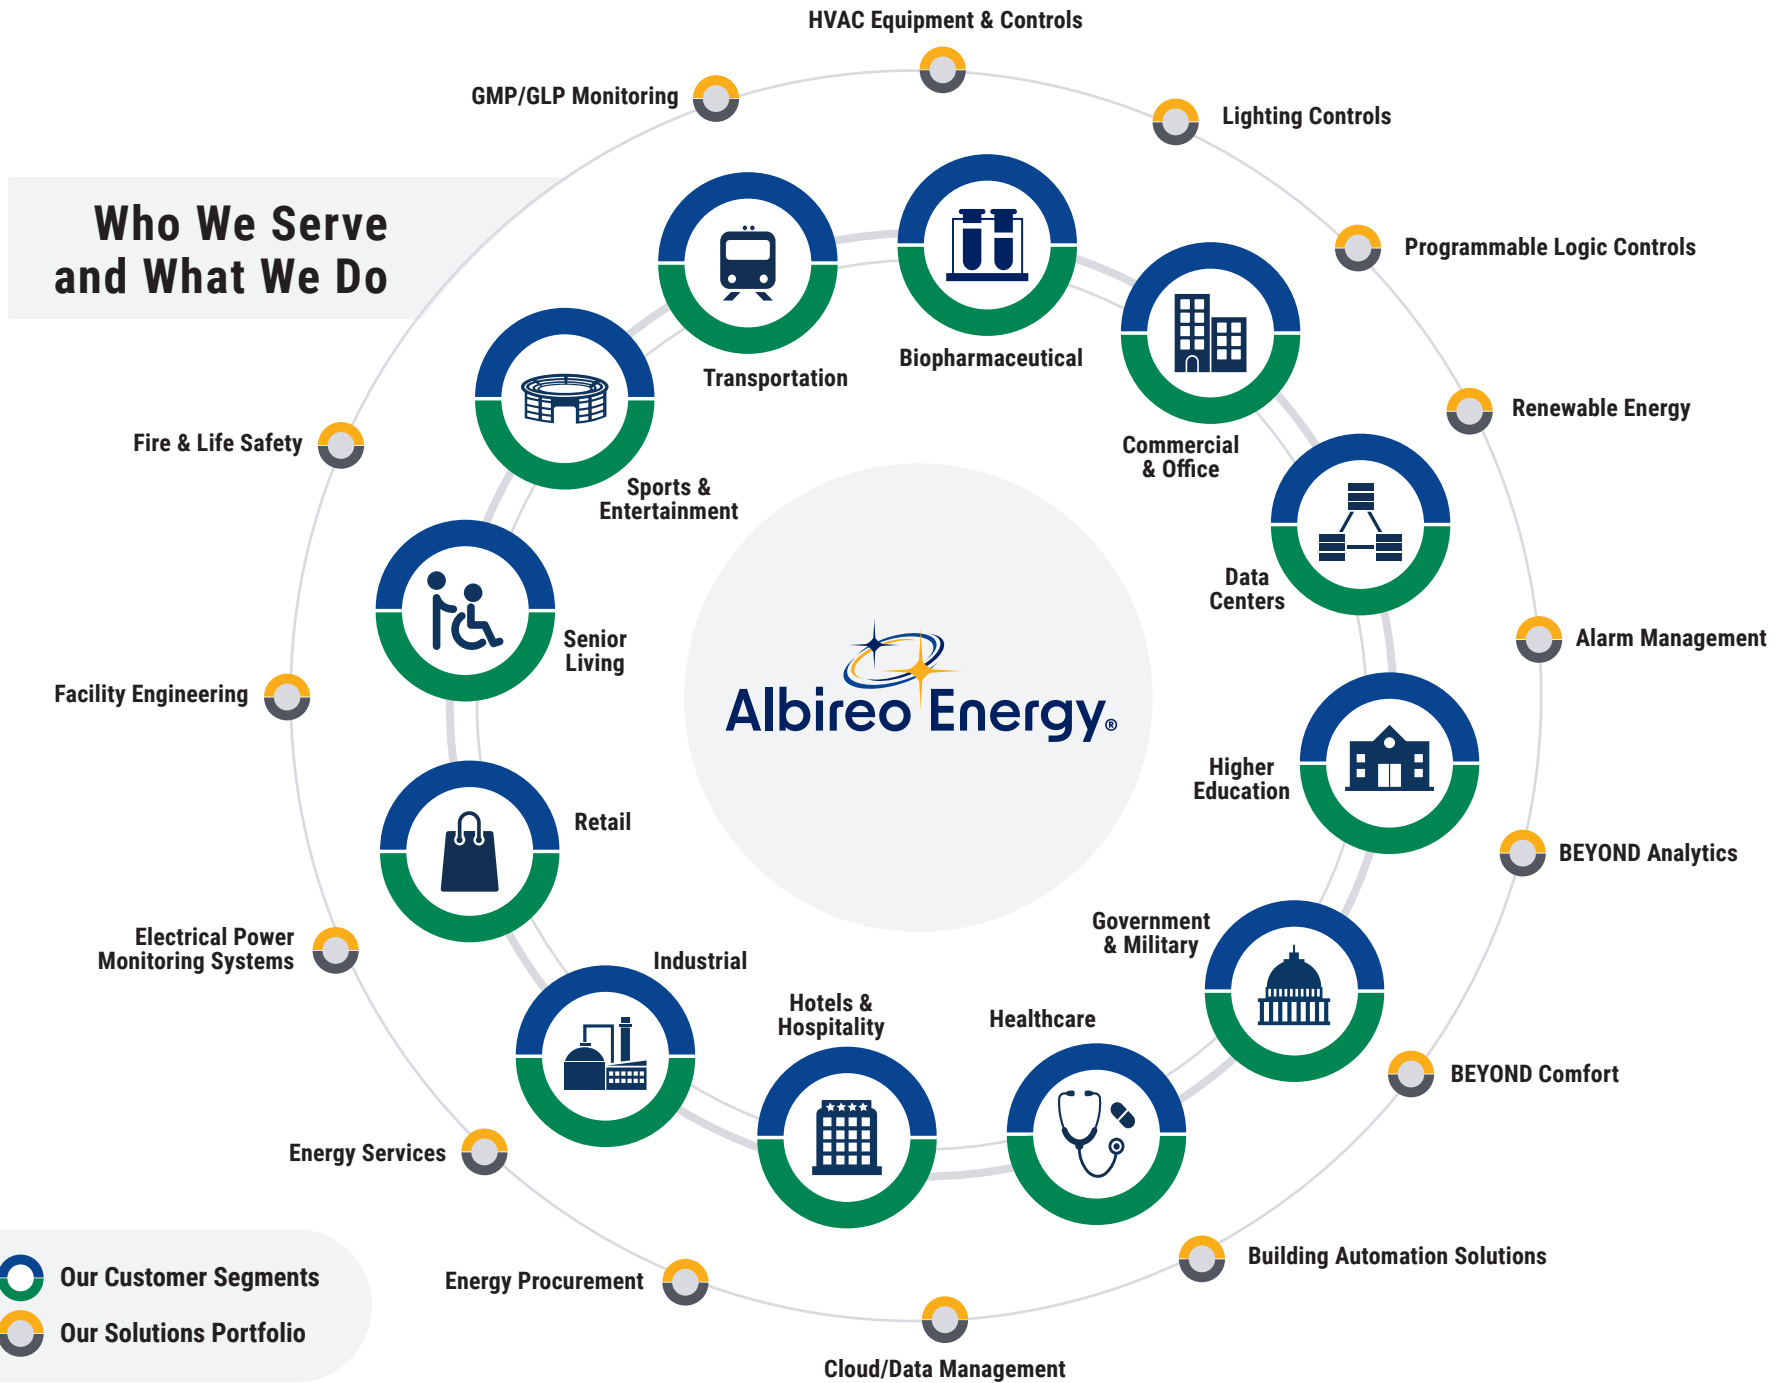 Who We Serve
and What We Do
HVAC Equipment & Controls
Lighting Controls
Programmable Logic Controls
Renewable Energy
Alarm Management
BEYOND Analytics
BEYOND Comfort
Building Automation Solutions
Cloud/Data Management
Energy Procurement
Energy Services
Electrical Power
Monitoring Systems
Facility Engineering
Fire & Life Safety
GMP/GLP Monitoring
Biopharmaceutical
Commercial
& Office
Data
Centers
Higher
Education
Government
& Military
Healthcare
Hotels &
Hospitality
Industrial
Retail
Senior
Living
Sports &
Entertainment
Transportation
Albireo Energy®
Our Customer Segments
Our Solutions Portfolio